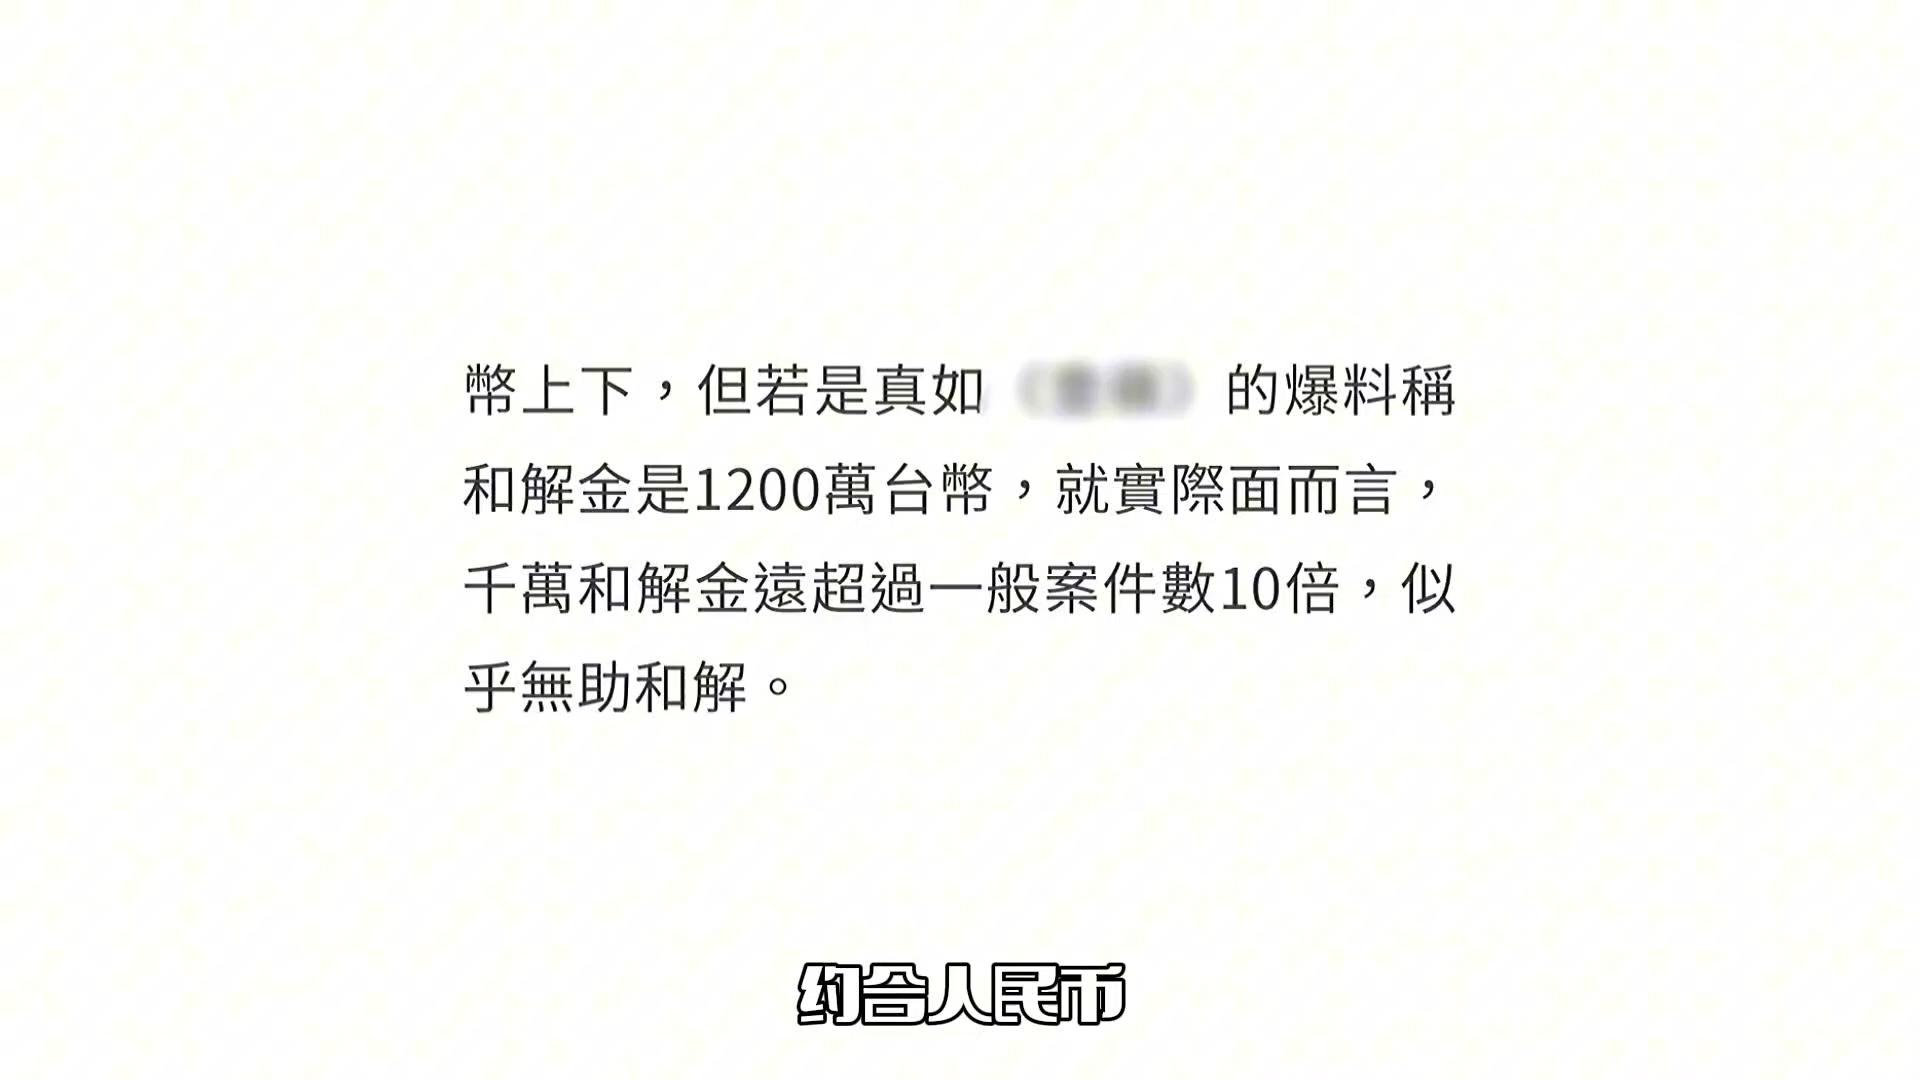 幣上下，但若是真如 的爆料稱
和解金是1200萬台幣，就實際面而言，
千萬和解金遠超過一般案件數10倍，似
乎無助和解。
约合人民币